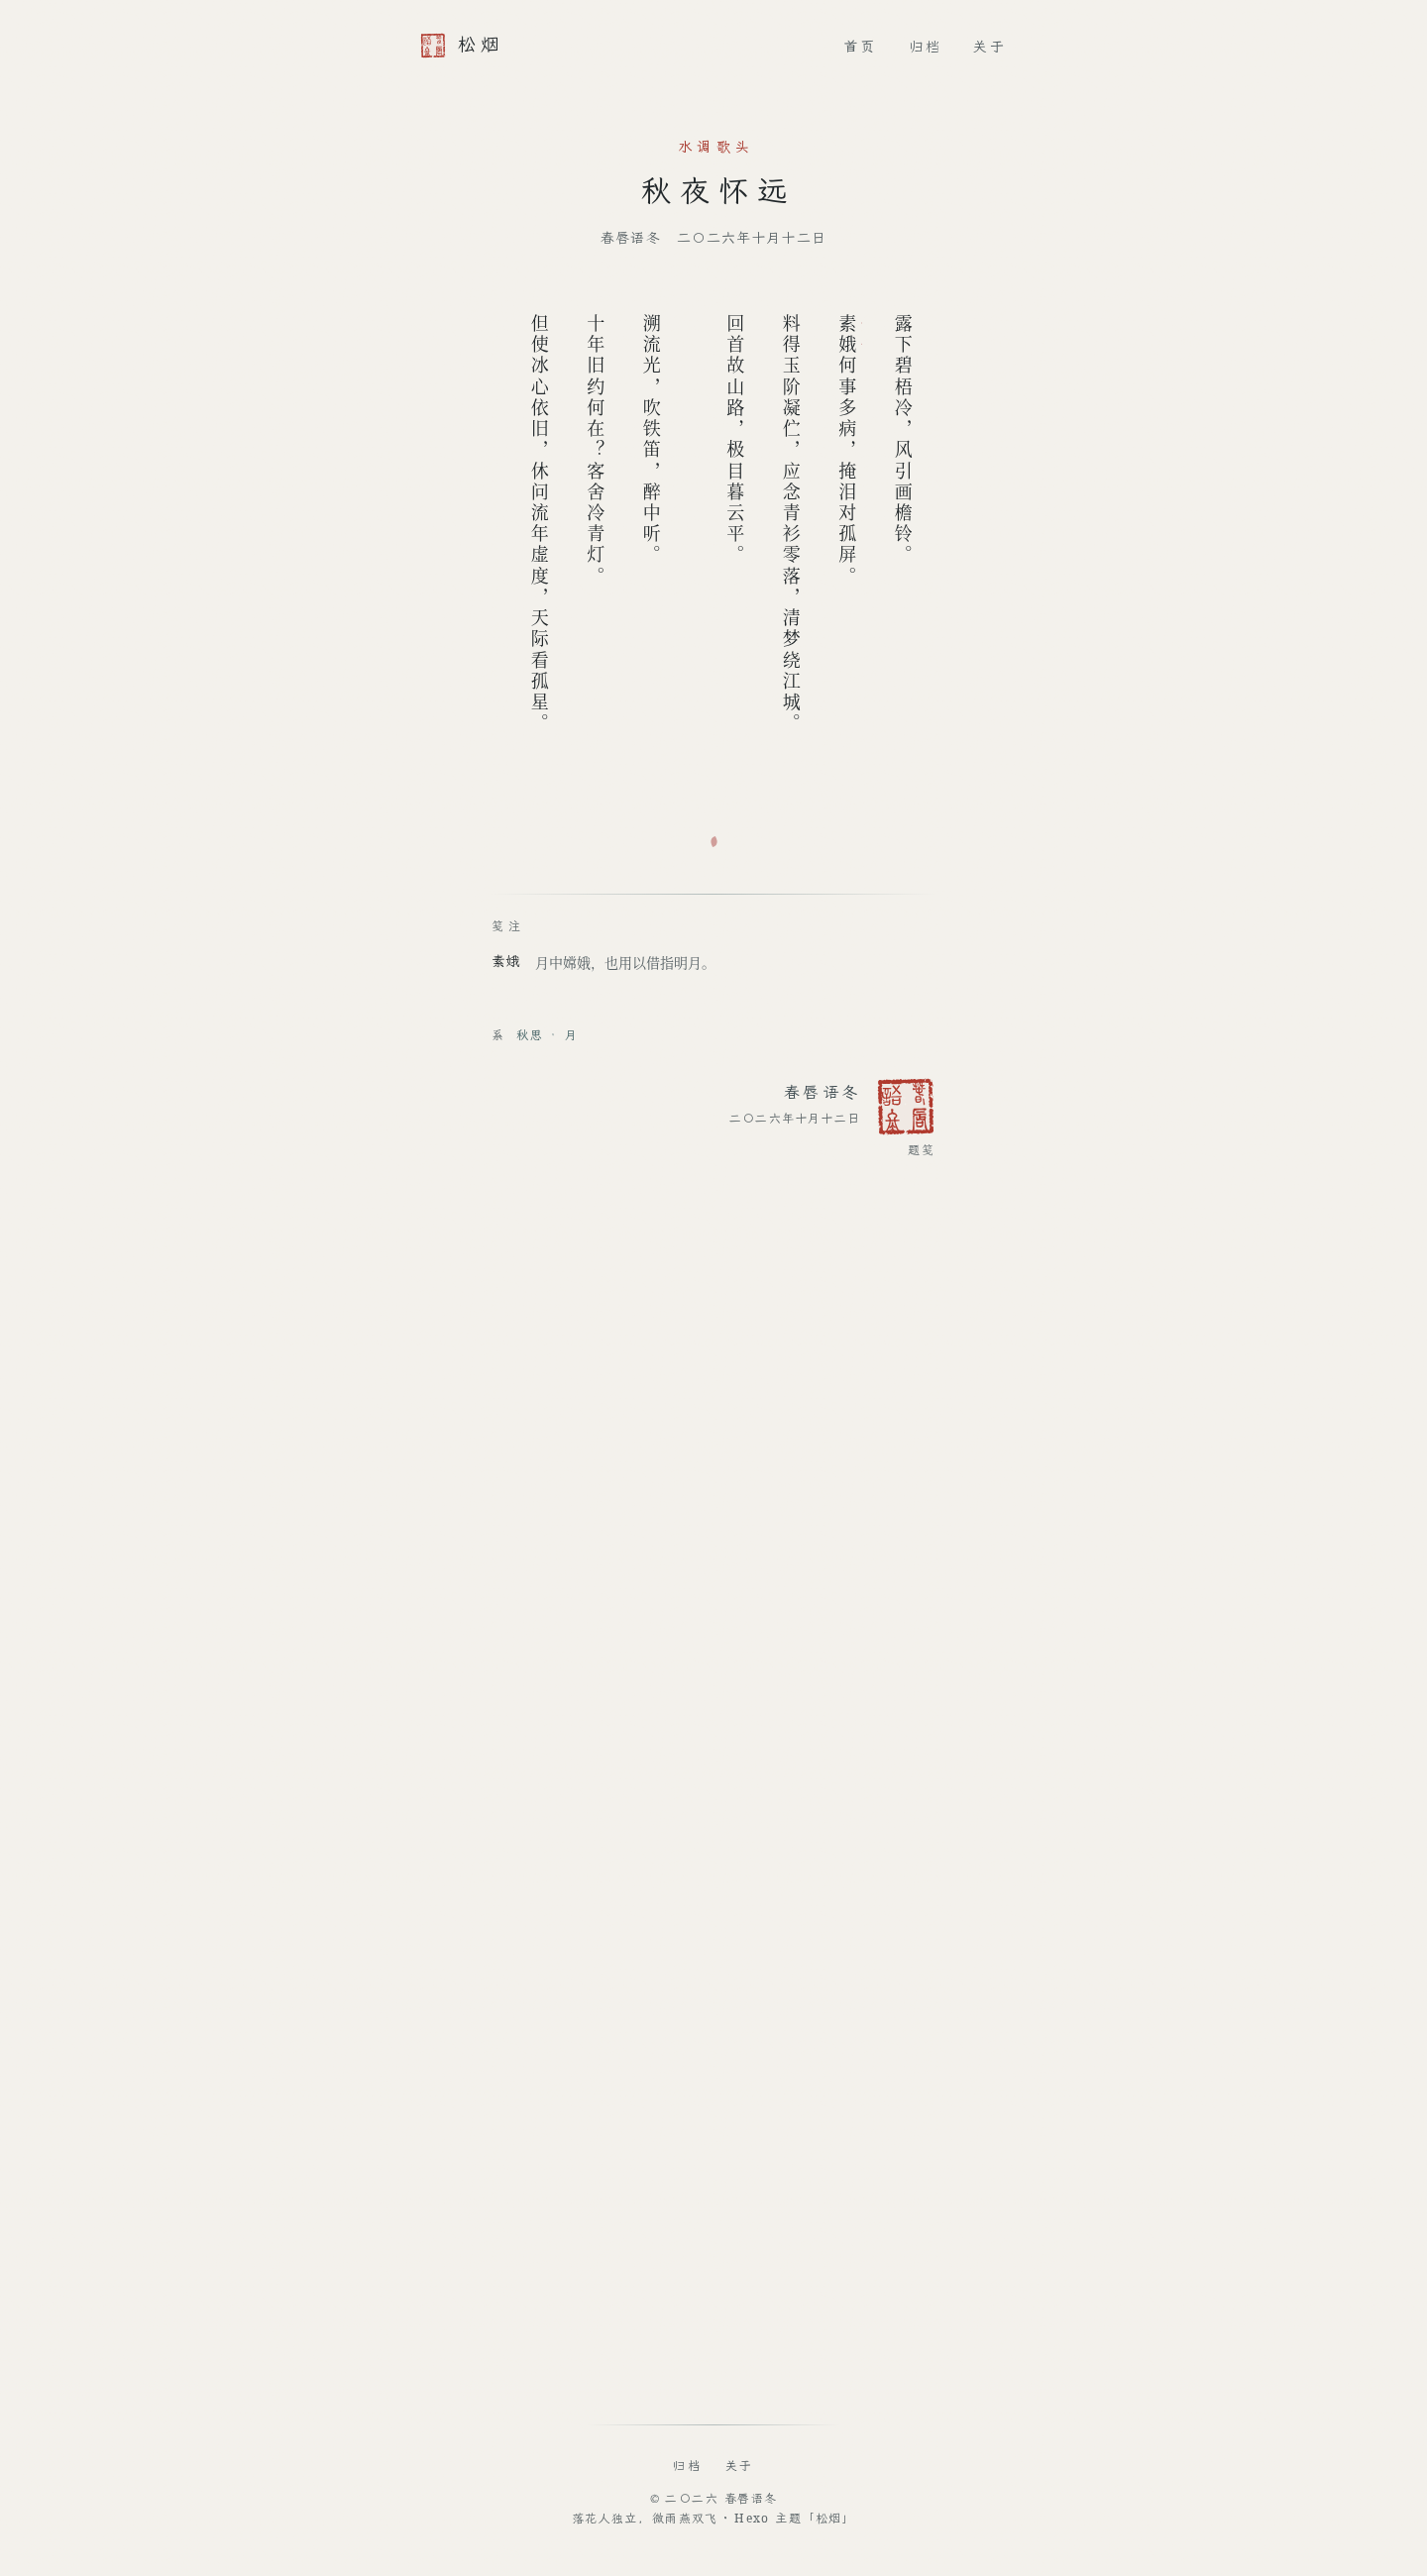 松烟
首页 归档 关于
水调歌头
秋夜怀远
春唇语冬 二〇二六年十月十二日
露下碧梧冷，风引画檐铃。
素娥何事多病，掩泪对孤屏。
料得玉阶凝伫，应念青衫零落，清梦绕江城。
回首故山路，极目暮云平。
溯流光，吹铁笛，醉中听。
十年旧约何在？客舍冷青灯。
但使冰心依旧，休问流年虚度，天际看孤星。
笺注
素娥 月中嫦娥，也用以借指明月。
系 秋思 · 月
春唇语冬
二〇二六年十月十二日
春唇語冬
题笺
归档 关于
© 二〇二六 春唇语冬
落花人独立，微雨燕双飞 · Hexo 主题「松烟」